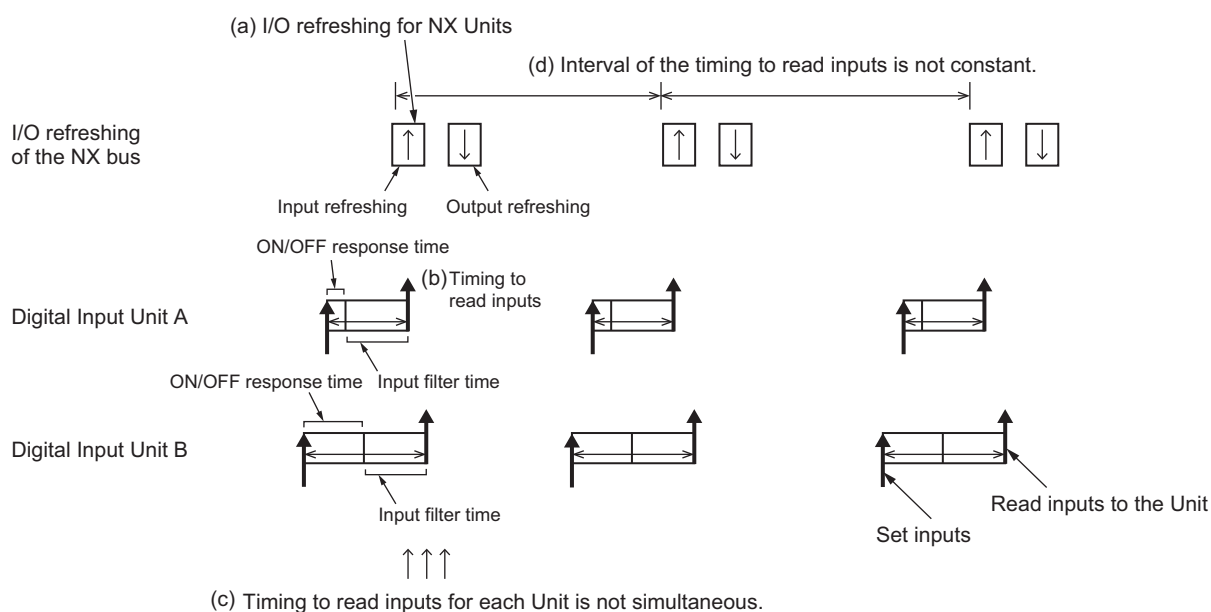 (a) I/O refreshing for NX Units
(d) Interval of the timing to read inputs is not constant.
I/O refreshing
of the NX bus
Input refreshing
Output refreshing
ON/OFF response time
(b) Timing to
read inputs
Digital Input Unit A
ON/OFF response time
Input filter time
Digital Input Unit B
Input filter time
Read inputs to the Unit
Set inputs
(c) Timing to read inputs for each Unit is not simultaneous.